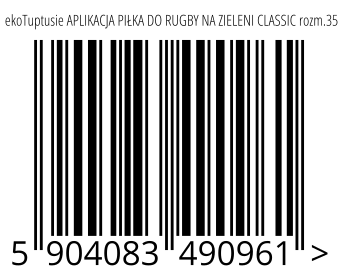 ekoTuptusie APLIKACJA PIŁKA DO RUGBY NA ZIELENI CLASSIC rozm.35
5 904083 490961 >